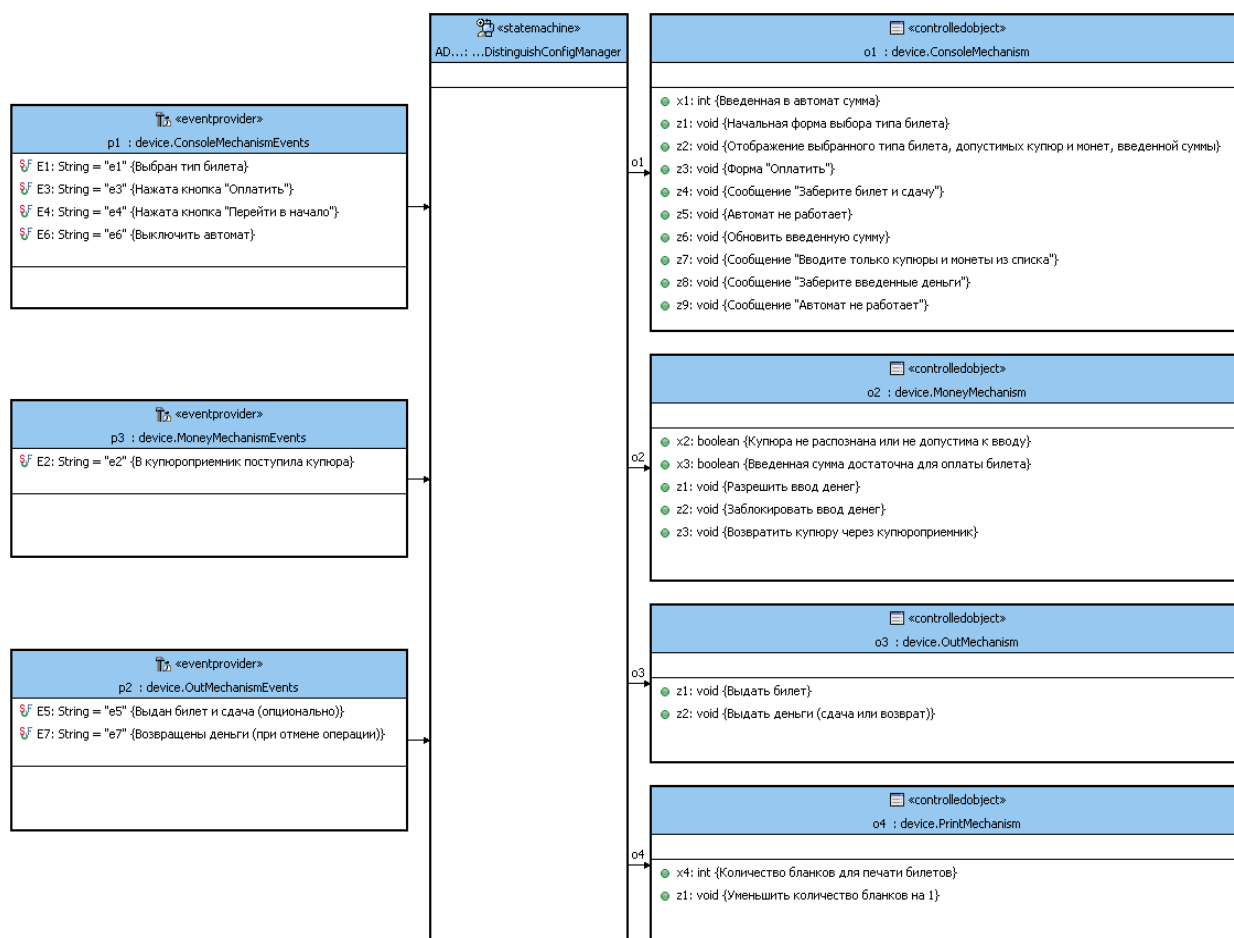 «eventprovider»
p1 : device.ConsoleMechanismEvents
E1: String = "e1" {Выбран тип билета}
E3: String = "e3" {Нажата кнопка "Оплатить"}
E4: String = "e4" {Нажата кнопка "Перейти в начало"}
E6: String = "e6" {Выключить автомат}
«eventprovider»
p3 : device.MoneyMechanismEvents
E2: String = "e2" {В купюроприемник поступила купюра}
«eventprovider»
p2 : device.OutMechanismEvents
E5: String = "e5" {Выдан билет и сдача (опционально)}
E7: String = "e7" {Возвращены деньги (при отмене операции)}
«statemachine»
AD...: ...DistinguishConfigManager
o1
o2
o3
o4
«controlledobject»
o1 : device.ConsoleMechanism
x1: int {Введенная в автомат сумма}
z1: void {Начальная форма выбора типа билета}
z2: void {Отображение выбранного типа билета, допустимых купюр и монет, введенной суммы}
z3: void {Форма "Оплатить"}
z4: void {Сообщение "Заберите билет и сдачу"}
z5: void {Автомат не работает}
z6: void {Обновить введенную сумму}
z7: void {Сообщение "Вводите только купюры и монеты из списка"}
z8: void {Сообщение "Заберите введенные деньги"}
z9: void {Сообщение "Автомат не работает"}
«controlledobject»
o2 : device.MoneyMechanism
x2: boolean {Купюра не распознана или не допустима к вводу}
x3: boolean {Введенная сумма достаточна для оплаты билета}
z1: void {Разрешить ввод денег}
z2: void {Заблокировать ввод денег}
z3: void {Возвратить купюру через купюроприемник}
«controlledobject»
o3 : device.OutMechanism
z1: void {Выдать билет}
z2: void {Выдать деньги (сдача или возврат)}
«controlledobject»
o4 : device.PrintMechanism
x4: int {Количество бланков для печати билетов}
z1: void {Уменьшить количество бланков на 1}